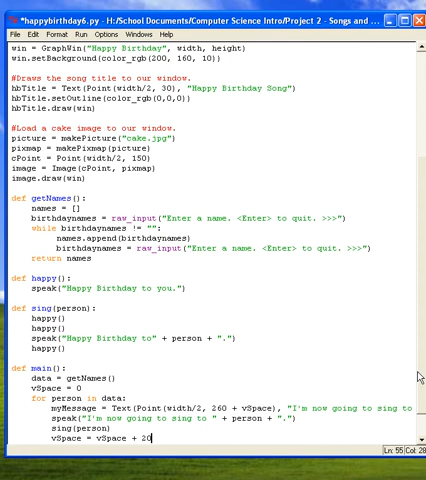 *happybirthday6.py - H:/School Documents/Computer Science Intro/Project 2 - Songs and ...
File Edit Format Run Options Windows Help
win = GraphWin("Happy Birthday", width, height)
win.setBackground(color_rgb(200, 160, 10))
#Draws the song title to our window.
hbTitle = Text(Point(width/2, 30), "Happy Birthday Song")
hbTitle.setOutline(color_rgb(0,0,0))
hbTitle.draw(win)
#Load a cake image to our window.
picture = makePicture("cake.jpg")
pixmap = makePixmap(picture)
cPoint = Point(width/2, 150)
image = Image(cPoint, pixmap)
image.draw(win)
def getNames():
names = []
birthdaynames = raw_input("Enter a name. <Enter> to quit. >>>")
while birthdaynames != "":
names.append(birthdaynames)
birthdaynames = raw_input("Enter a name. <Enter> to quit. >>>")
return names
def happy():
speak("Happy Birthday to you.")
def sing(person):
happy()
happy()
speak("Happy Birthday to" + person + ".")
happy()
def main():
data = getNames()
vSpace = 0
for person in data:
myMessage = Text(Point(width/2, 260 + vSpace), "I'm now going to sing to
speak("I'm now going to sing to " + person + ".")
sing(person)
vSpace = vSpace + 20
Ln: 55 Col: 28